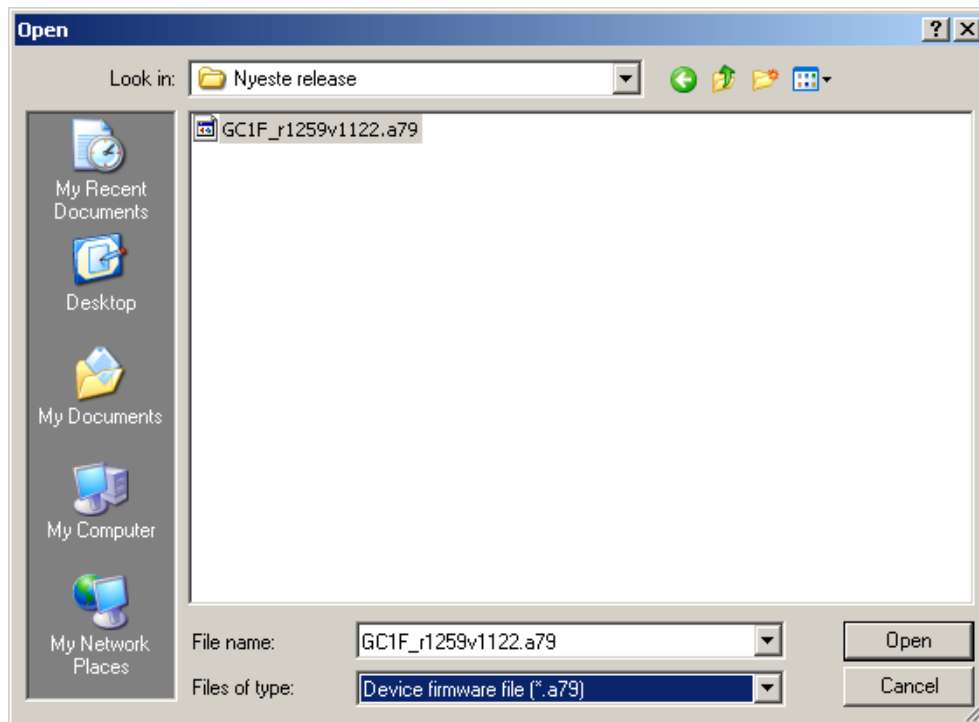 Open
Look in: Nyeste release
GC1F_r1259v1122.a79
My Recent
Documents
Desktop
My Documents
My Computer
My Network
Places
File name: GC1F_r1259v1122.a79 Open
Files of type: Device firmware file (*.a79) Cancel